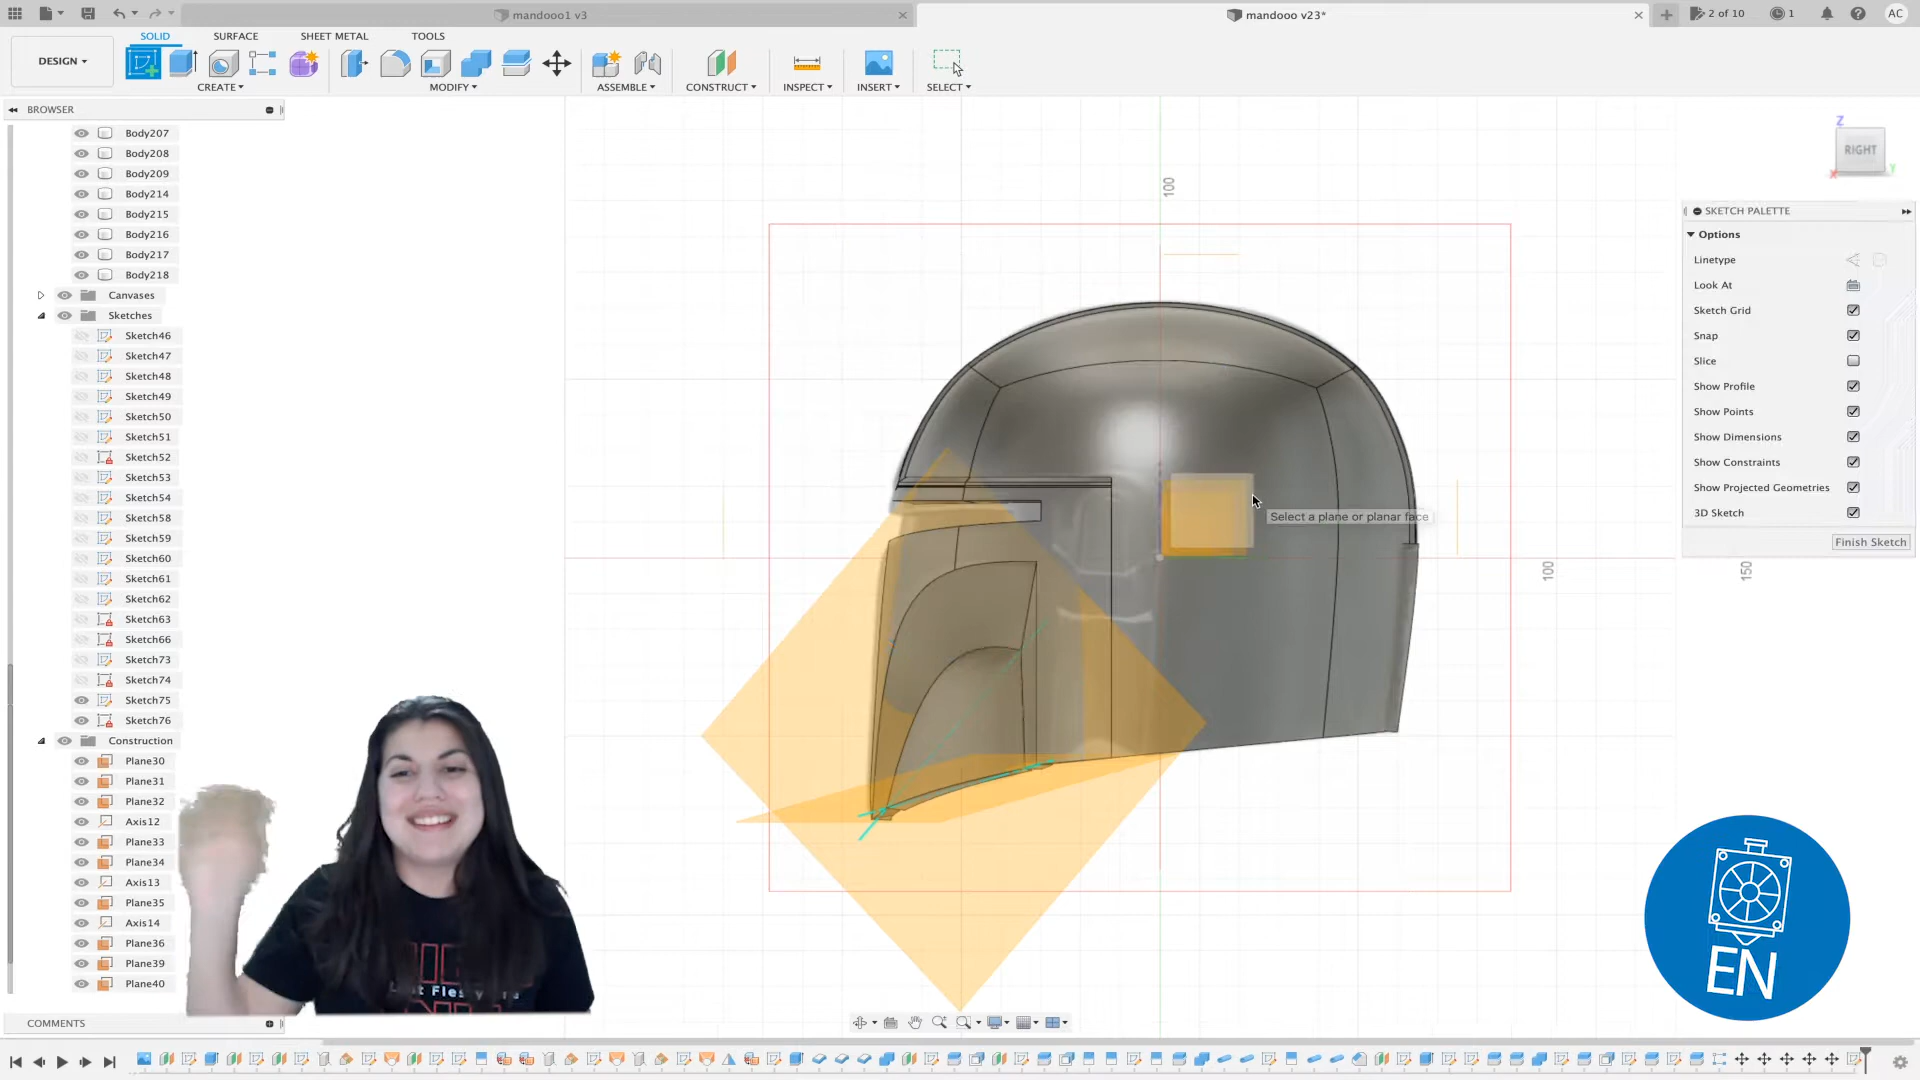 mandooo1 v3
mandooo v23*
2 of 10
1
AC
DESIGN
SOLID
SURFACE
SHEET METAL
TOOLS
CREATE
MODIFY
ASSEMBLE
CONSTRUCT
INSPECT
INSERT
SELECT
BROWSER
Body207
Body208
Body209
Body214
Body215
Body216
Body217
Body218
Canvases
Sketches
Sketch46
Sketch47
Sketch48
Sketch49
Sketch50
Sketch51
Sketch52
Sketch53
Sketch54
Sketch58
Sketch59
Sketch60
Sketch61
Sketch62
Sketch63
Sketch66
Sketch73
Sketch74
Sketch75
Sketch76
Construction
Plane30
Plane31
Plane32
Axis12
Plane33
Plane34
Axis13
Plane35
Axis14
Plane36
Plane39
Plane40
COMMENTS
100
Select a plane or planar face
100
150
Z
RIGHT
X
Y
SKETCH PALETTE
Options
Linetype
Look At
Sketch Grid
Snap
Slice
Show Profile
Show Points
Show Dimensions
Show Constraints
Show Projected Geometries
3D Sketch
Finish Sketch
EN